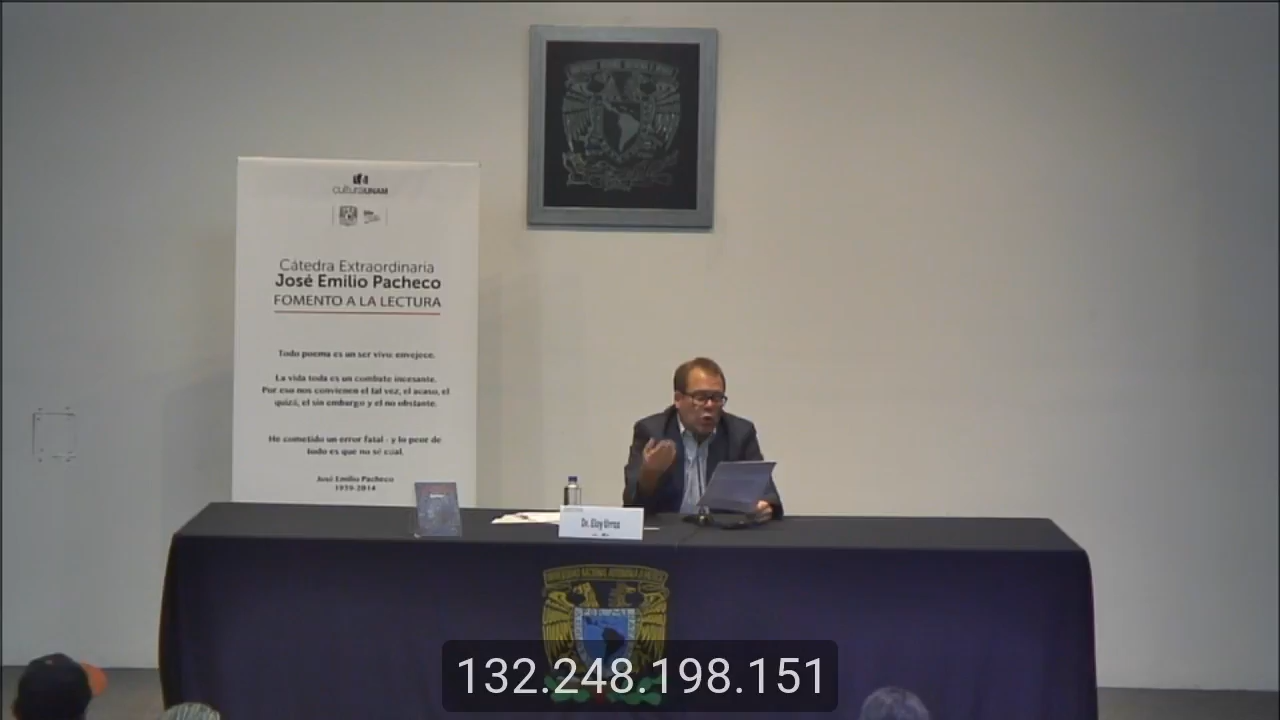 culturaUNAM
Cátedra Extraordinaria
José Emilio Pacheco
FOMENTO A LA LECTURA
Todo poema es un ser vivo: envejece.
La vida toda es un combate incesante.
Por eso nos convienen el tal vez, el acaso, el
quizá, el sin embargo y el no obstante.
He cometido un error fatal - y lo peor de
todo es que no sé cuál.
José Emilio Pacheco
1939-2014
Dr. Eloy Urroz
132.248.198.151